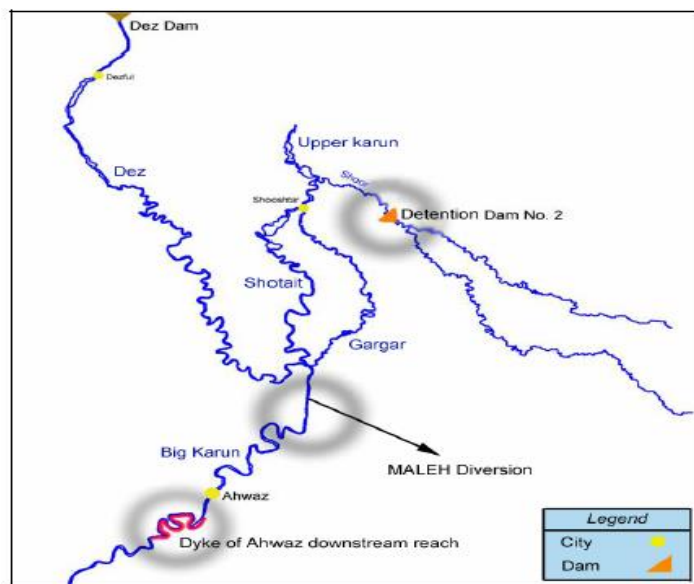 Dez Dam
Dezful
Upper karun
Dez
Shoor
Shooshtar
Detention Dam No. 2
Shotait
Gargar
Big Karun
MALEH Diversion
Ahwaz
Dyke of Ahwaz downstream reach
Legend
City
Dam